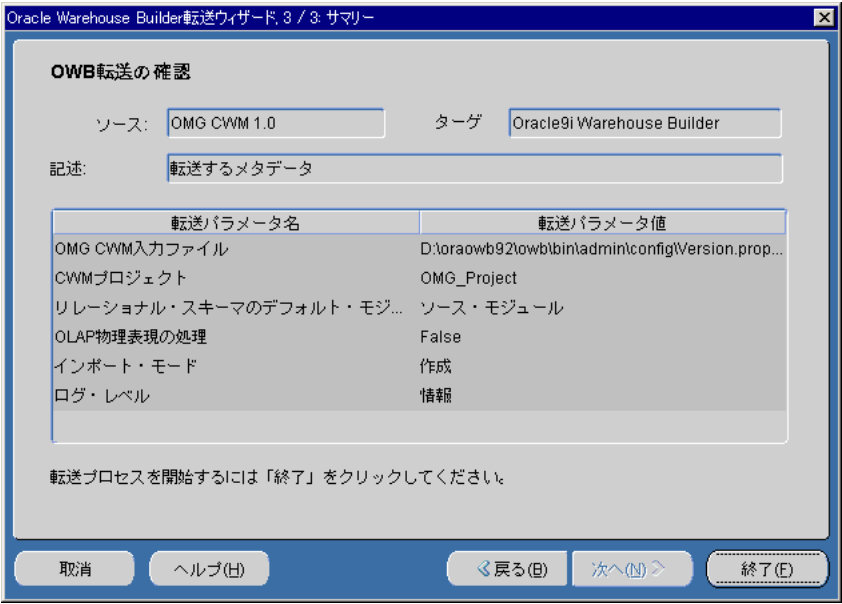 Oracle Warehouse Builder転送ウィザード, 3 / 3: サマリー
OWB転送の確認
ソース: OMG CWM 1.0 ターゲ Oracle9i Warehouse Builder
記述: 転送するメタデータ
転送パラメータ名 転送パラメータ値
OMG CWM入力ファイル D:\oraowb92\owb\bin\admin\config\Version.prop...
CWMプロジェクト OMG_Project
リレーショナル・スキーマのデフォルト・モジ... ソース・モジュール
OLAP物理表現の処理 False
インポート・モード 作成
ログ・レベル 情報
転送プロセスを開始するには「終了」をクリックしてください。
取消 ヘルプ(H) 戻る(B) 次へ(N) 終了(F)